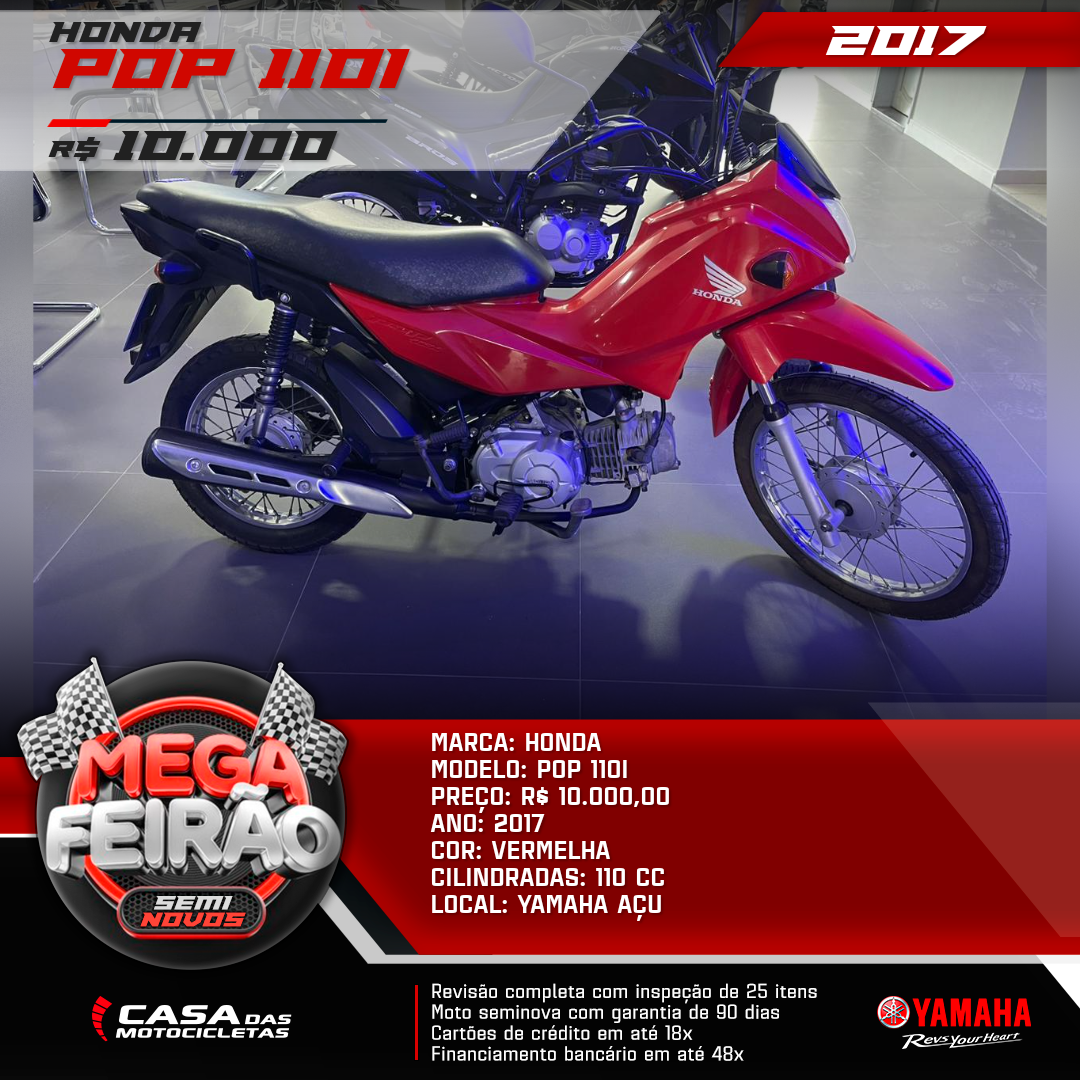 HONDA
POP 110I
R$ 10.000
2017
HONDA
MEGA
FEIRÃO
SEMI
NOVOS
MARCA: HONDA
MODELO: POP 110I
PREÇO: R$ 10.000,00
ANO: 2017
COR: VERMELHA
CILINDRADAS: 110 CC
LOCAL: YAMAHA AÇU
CASA DAS
MOTOCICLETAS
Revisão completa com inspeção de 25 itens
Moto seminova com garantia de 90 dias
Cartões de crédito em até 18x
Financiamento bancário em até 48x
YAMAHA
Revs Your Heart